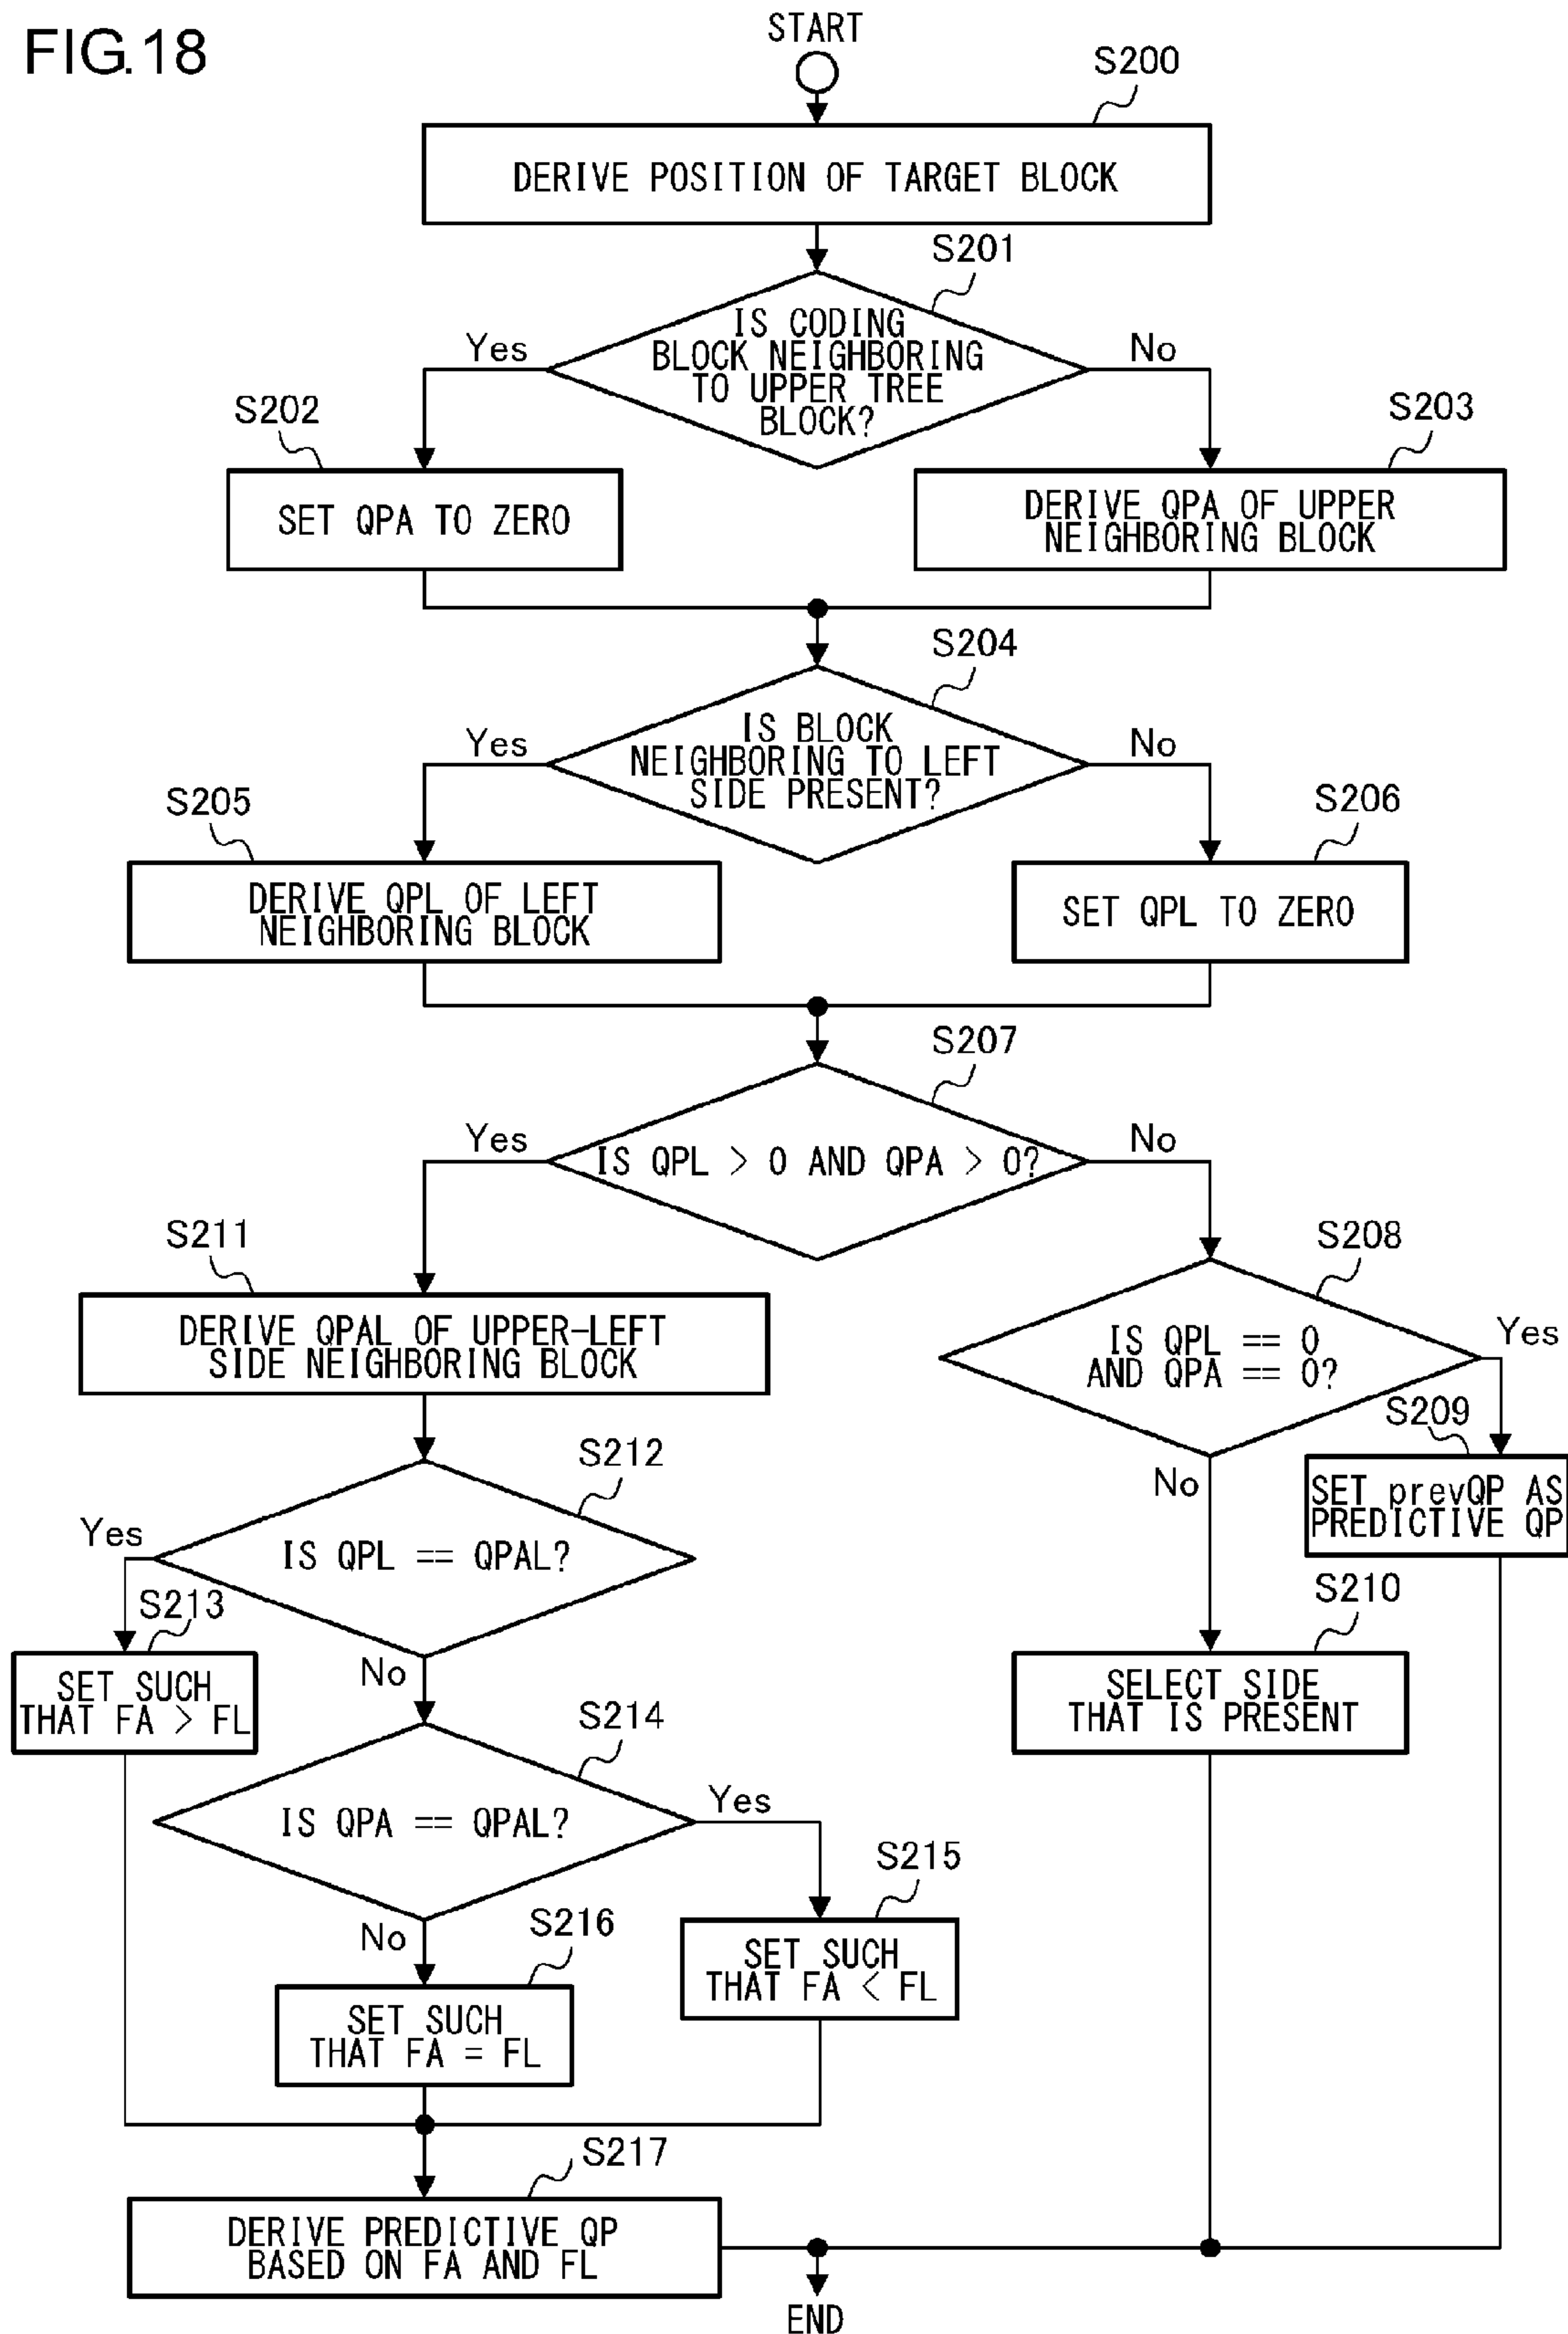 FIG.18
START
S200
DERIVE POSITION OF TARGET BLOCK
S201
IS CODING
BLOCK NEIGHBORING
TO UPPER TREE
BLOCK?
Yes
No
S202
SET QPA TO ZERO
S203
DERIVE QPA OF UPPER
NEIGHBORING BLOCK
S204
IS BLOCK
NEIGHBORING TO LEFT
SIDE PRESENT?
Yes
No
S205
DERIVE QPL OF LEFT
NEIGHBORING BLOCK
S206
SET QPL TO ZERO
S207
IS QPL > 0 AND QPA > 0?
Yes
No
S211
DERIVE QPAL OF UPPER-LEFT
SIDE NEIGHBORING BLOCK
S208
IS QPL == 0
AND QPA == 0?
Yes
No
S209
SET prevQP AS
PREDICTIVE QP
S212
IS QPL == QPAL?
Yes
No
S213
SET SUCH
THAT FA > FL
S210
SELECT SIDE
THAT IS PRESENT
S214
IS QPA == QPAL?
Yes
No
S215
SET SUCH
THAT FA < FL
S216
SET SUCH
THAT FA = FL
S217
DERIVE PREDICTIVE QP
BASED ON FA AND FL
END